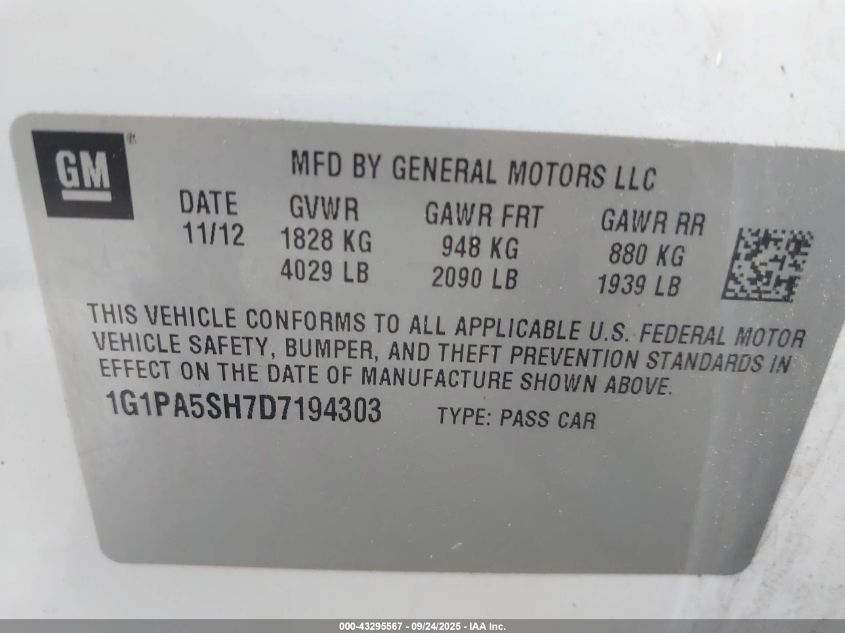 GM®
MFD BY GENERAL MOTORS LLC
DATE GVWR GAWR FRT GAWR RR
11/12 1828 KG 948 KG 880 KG
4029 LB 2090 LB 1939 LB
THIS VEHICLE CONFORMS TO ALL APPLICABLE U.S. FEDERAL MOTOR
VEHICLE SAFETY, BUMPER, AND THEFT PREVENTION STANDARDS IN
EFFECT ON THE DATE OF MANUFACTURE SHOWN ABOVE.
1G1PA5SH7D7194303 TYPE: PASS CAR
000-43295567 - 09/24/2025 - IAA Inc.